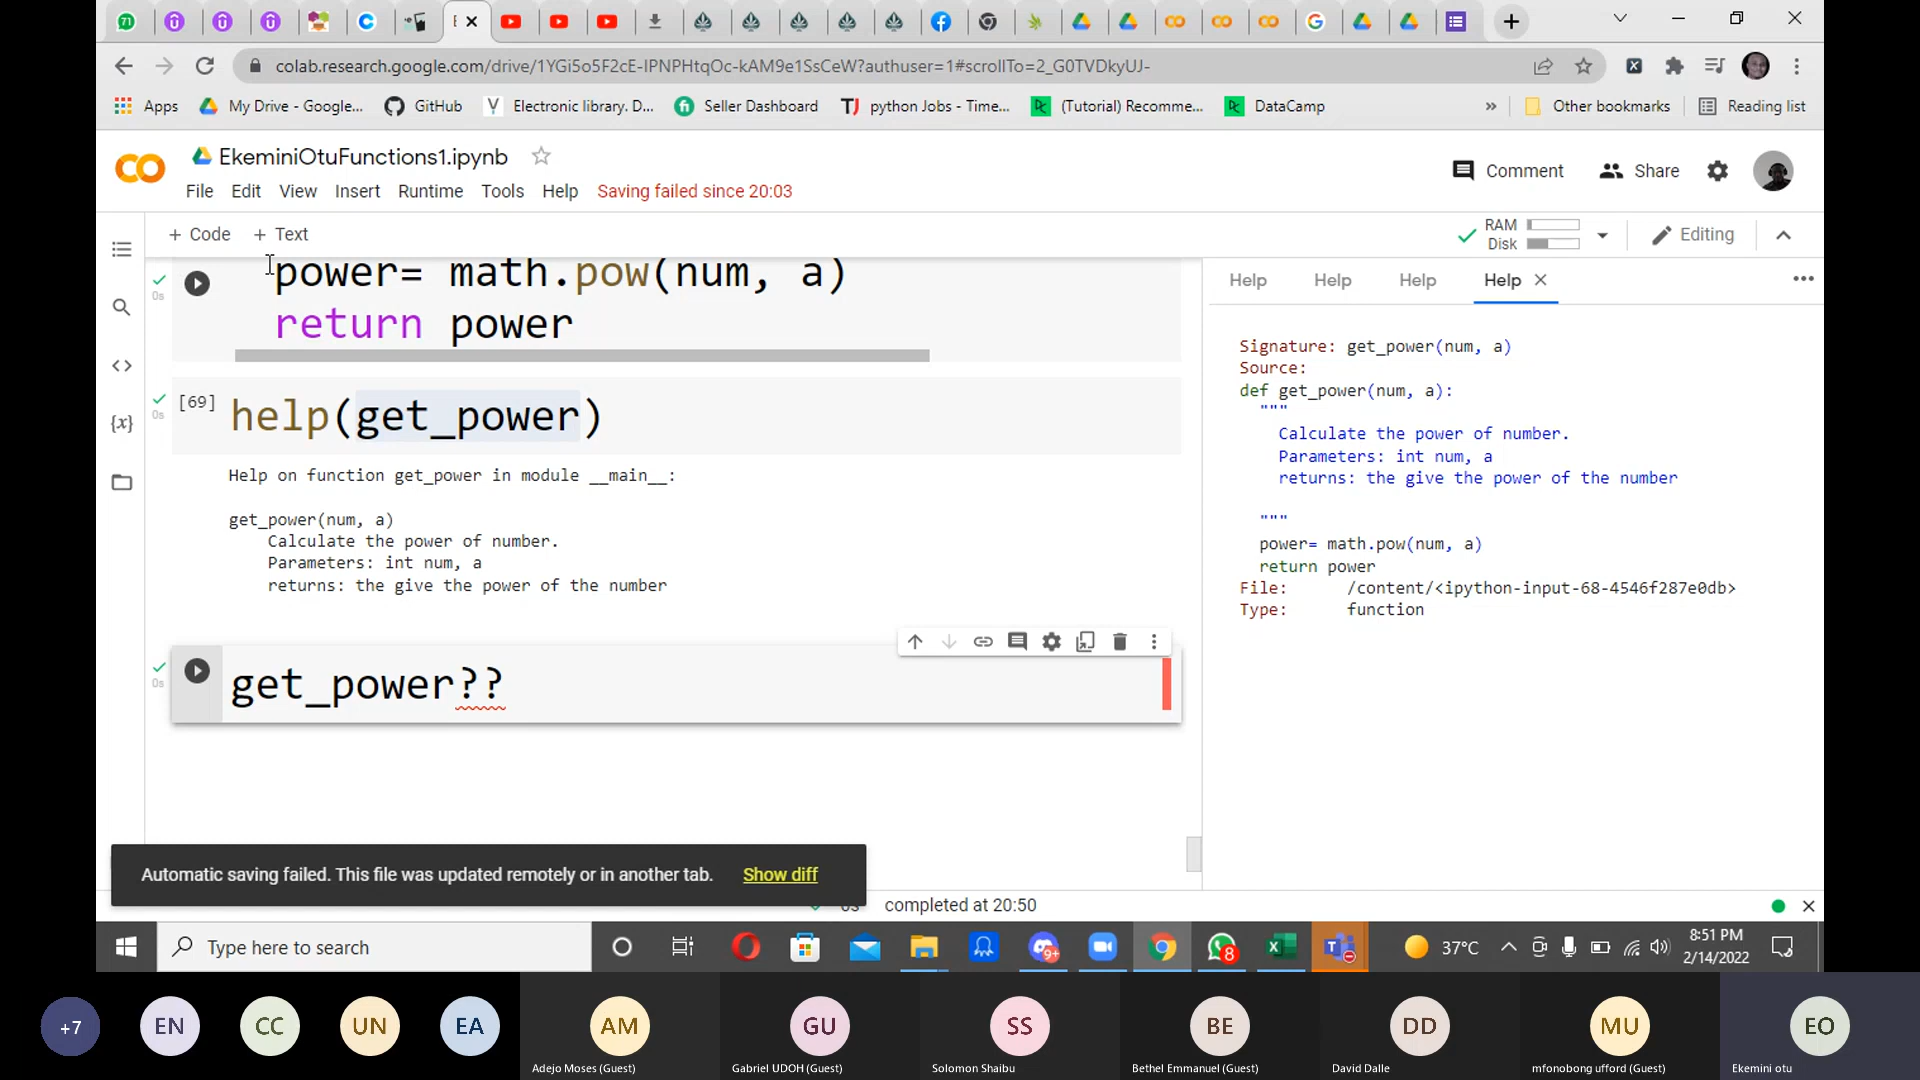 71
colab.research.google.com/drive/1YGi5o5F2cE-IPNPHtqOc-kAM9e1SsCeW?authuser=1#scrollTo=2_G0TVDkyUJ-
Apps
My Drive - Google...
GitHub
Electronic library. D...
Seller Dashboard
python Jobs - Time...
(Tutorial) Recomme...
DataCamp
»
Other bookmarks
Reading list
EkeminiOtuFunctions1.ipynb
Comment
Share
File Edit View Insert Runtime Tools Help Saving failed since 20:03
+ Code + Text
RAM
Disk
Editing
power= math.pow(num, a)
return power
0s
[69] help(get_power)
0s
Help on function get_power in module __main__:
get_power(num, a)
Calculate the power of number.
Parameters: int num, a
returns: the give the power of the number
get_power??
0s
Help Help Help Help
Signature: get_power(num, a)
Source:
def get_power(num, a):
"""
Calculate the power of number.
Parameters: int num, a
returns: the give the power of the number
"""
power= math.pow(num, a)
return power
File: /content/<ipython-input-68-4546f287e0db>
Type: function
Automatic saving failed. This file was updated remotely or in another tab. Show diff
0s completed at 20:50
Type here to search
9+
8
37°C
8:51 PM
2/14/2022
+7
EN
CC
UN
EA
AM
GU
SS
BE
DD
MU
EO
Adejo Moses (Guest)
Gabriel UDOH (Guest)
Solomon Shaibu
Bethel Emmanuel (Guest)
David Dalle
mfonobong ufford (Guest)
Ekemini otu